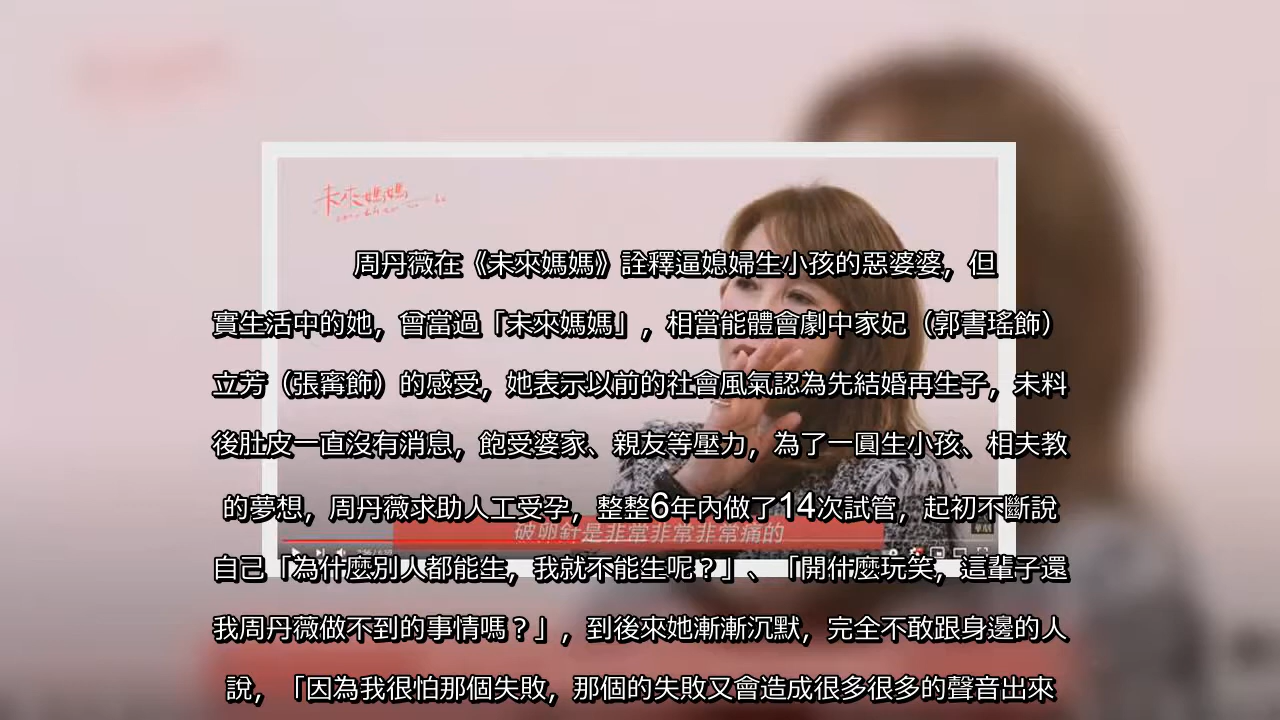 未來媽媽
周丹薇在《未來媽媽》詮釋逼媳婦生小孩的惡婆婆，但
實生活中的她，曾當過「未來媽媽」，相當能體會劇中家妃（郭書瑤飾）
立芳（張寗飾）的感受，她表示以前的社會風氣認為先結婚再生子，未料
後肚皮一直沒有消息，飽受婆家、親友等壓力，為了一圓生小孩、相夫教
的夢想，周丹薇求助人工受孕，整整6年內做了14次試管，起初不斷說
破卵針是非常非常非常痛的
自己「為什麼別人都能生，我就不能生呢？」、「開什麼玩笑，這輩子還
我周丹薇做不到的事情嗎？」，到後來她漸漸沉默，完全不敢跟身邊的人
說，「因為我很怕那個失敗，那個的失敗又會造成很多很多的聲音出來